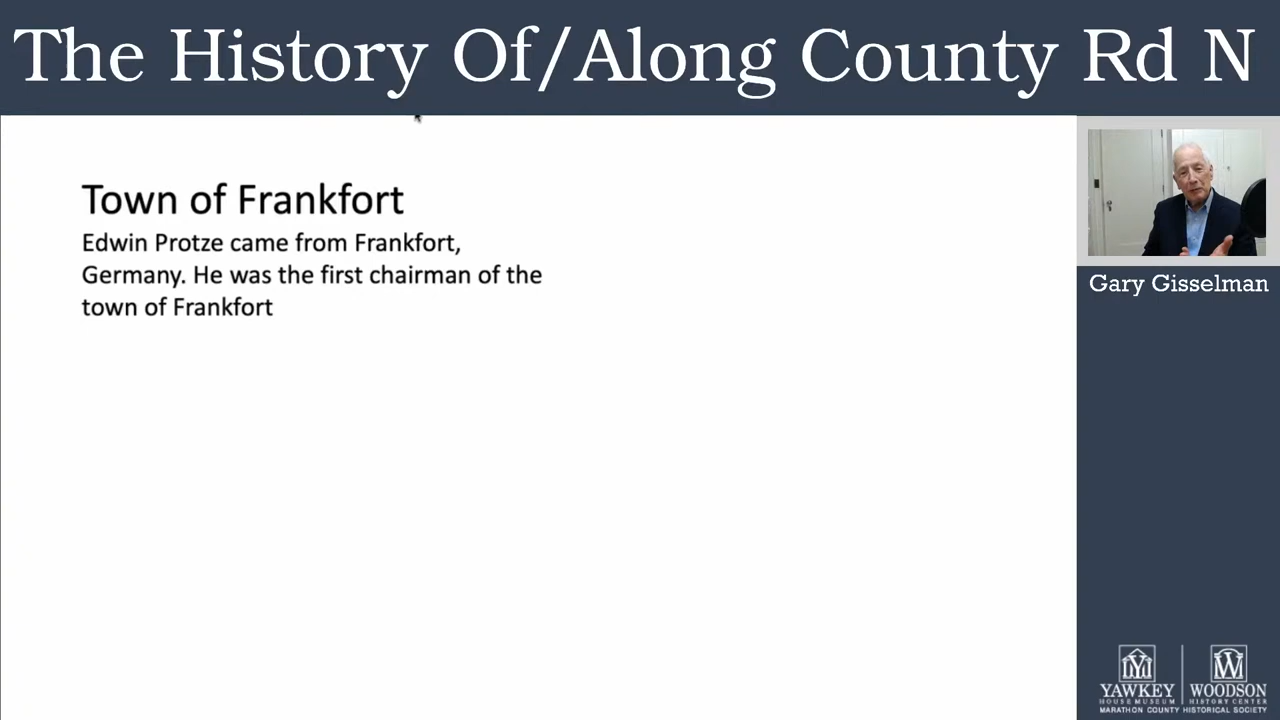 The History Of/Along County Rd N
Town of Frankfort
Edwin Protze came from Frankfort,
Germany. He was the first chairman of the
town of Frankfort
Gary Gisselman
YAWKEY
HOUSE MUSEUM
WOODSON
HISTORY CENTER
MARATHON COUNTY HISTORICAL SOCIETY